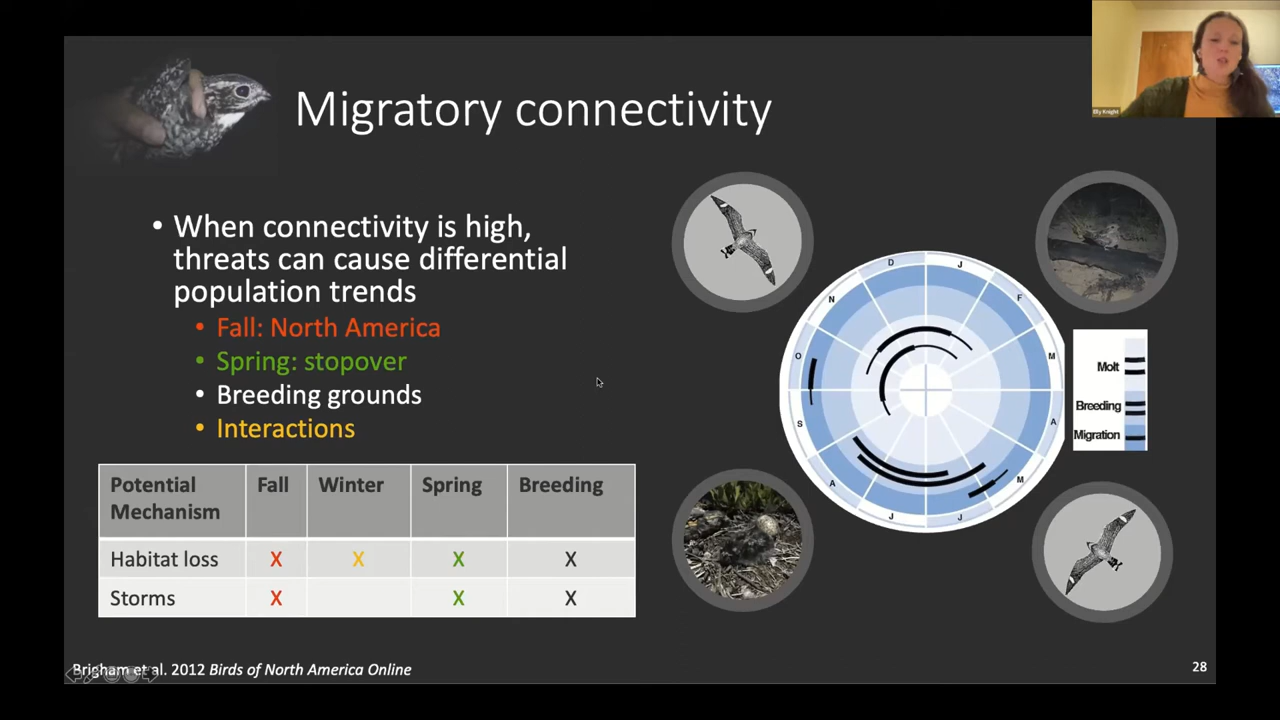 Elly Knight
Migratory connectivity
• When connectivity is high,
threats can cause differential
population trends
• Fall: North America
• Spring: stopover
• Breeding grounds
• Interactions
Potential Mechanism Fall Winter Spring Breeding
Habitat loss X X X X
Storms X X X
D J
N F
O M
S A
A M
J J
Molt
Breeding
Migration
Brigham et al. 2012 Birds of North America Online
28